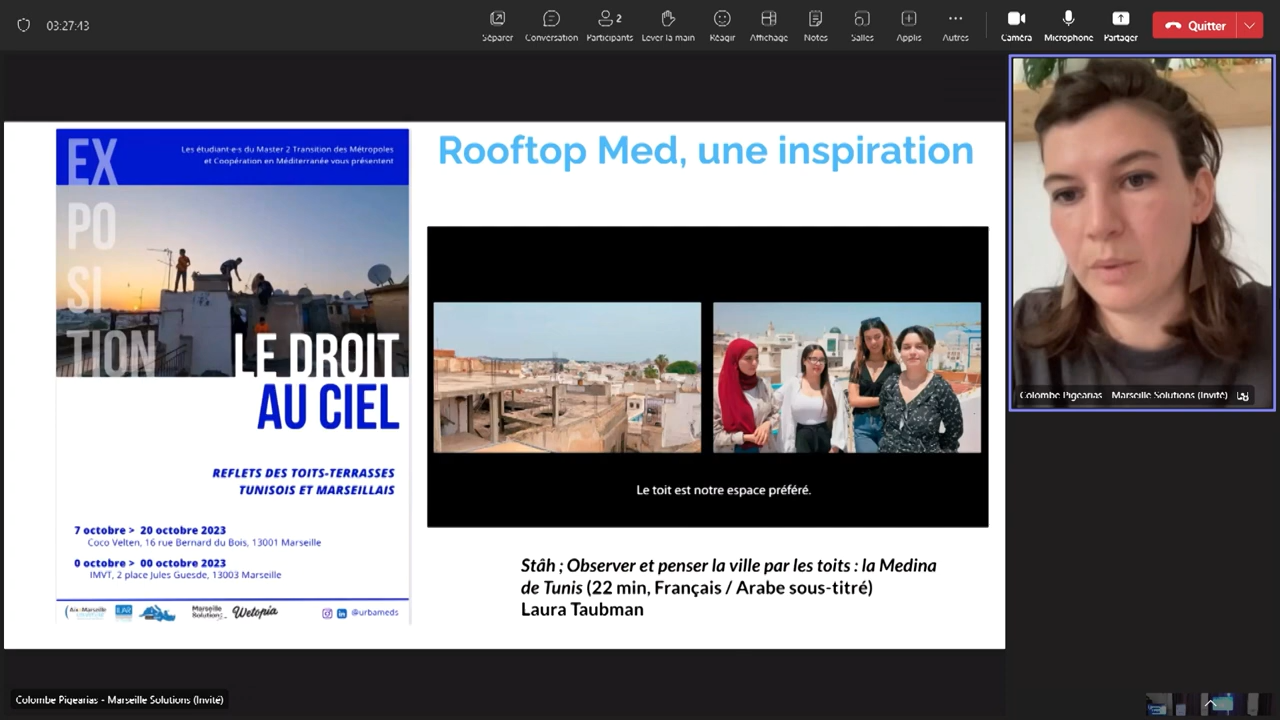 03:27:43
Séparer
Conversation
2
Participants
Lever la main
Réagir
Affichage
Notes
Salles
Applis
Autres
Caméra
Microphone
Partager
Quitter
EX
PO
SI
TION
Les étudiant·e·s du Master 2 Transition des Métropoles
et Coopération en Méditerranée vous présentent
LE DROIT
AU CIEL
REFLETS DES TOITS-TERRASSES
TUNISOIS ET MARSEILLAIS
7 octobre > 20 octobre 2023
Coco Velten, 16 rue Bernard du Bois, 13001 Marseille
0 octobre > 00 octobre 2023
IMVT, 2 place Jules Guesde, 13003 Marseille
Aix-Marseille
Marseille
Solutions
Wetopia
@urbameds
Rooftop Med, une inspiration
Le toit est notre espace préféré.
Stâh ; Observer et penser la ville par les toits : la Medina
de Tunis (22 min, Français / Arabe sous-titré)
Laura Taubman
Colombe Pigearias - Marseille Solutions (Invité)
Colombe Pigearias - Marseille Solutions (Invité)